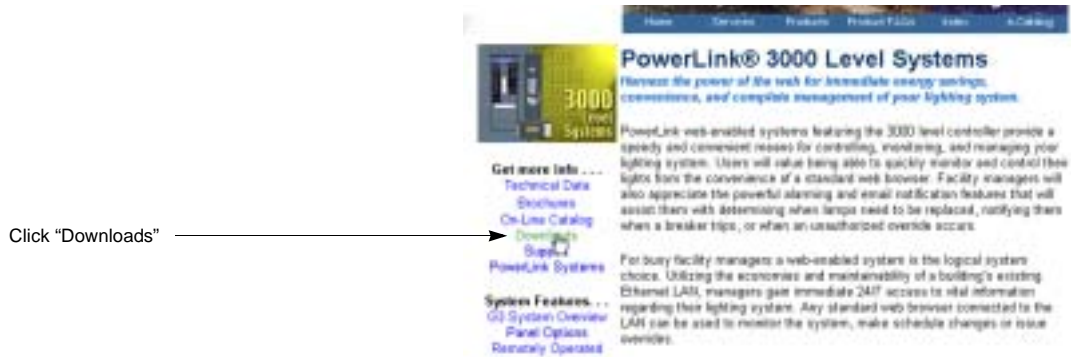 Home Services Products Product FAQs Index e-Catalog
PowerLink® 3000 Level Systems
Harness the power of the web for immediate energy savings,
convenience, and complete management of your lighting system.
3000
Level
Systems
PowerLink web-enabled systems featuring the 3000 level controller provide a
speedy and convenient means for controlling, monitoring, and managing your
lighting system. Users will value being able to quickly monitor and control their
lights from the convenience of a standard web browser. Facility managers will
also appreciate the powerful alarming and email notification features that will
assist them with determining when lamps need to be replaced, notifying them
when a breaker trips, or when an unauthorized override occurs.
For busy facility managers a web-enabled system is the logical system
choice. Utilizing the economies and maintainability of a building's existing
Ethernet LAN, managers gain immediate 24/7 access to vital information
regarding their lighting system. Any standard web browser connected to the
LAN can be used to monitor the system, make schedule changes or issue
overrides.
Get more Info . . . .
Technical Data
Brochures
On-Line Catalog
Downloads
Support
PowerLink Systems
System Features. . .
G3 System Overview
Panel Options
Remotely Operated
Click “Downloads”